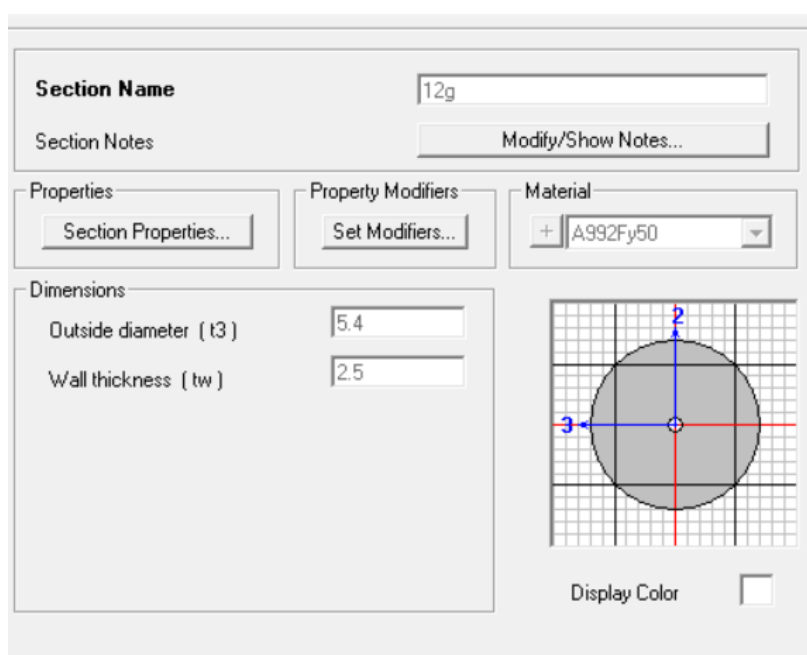 Section Name
12g
Section Notes
Modify/Show Notes...
Properties
Property Modifiers
Material
Section Properties...
Set Modifiers...
+
A992Fy50
Dimensions
Outside diameter ( t3 )
5.4
Wall thickness ( tw )
2.5
2
3
Display Color